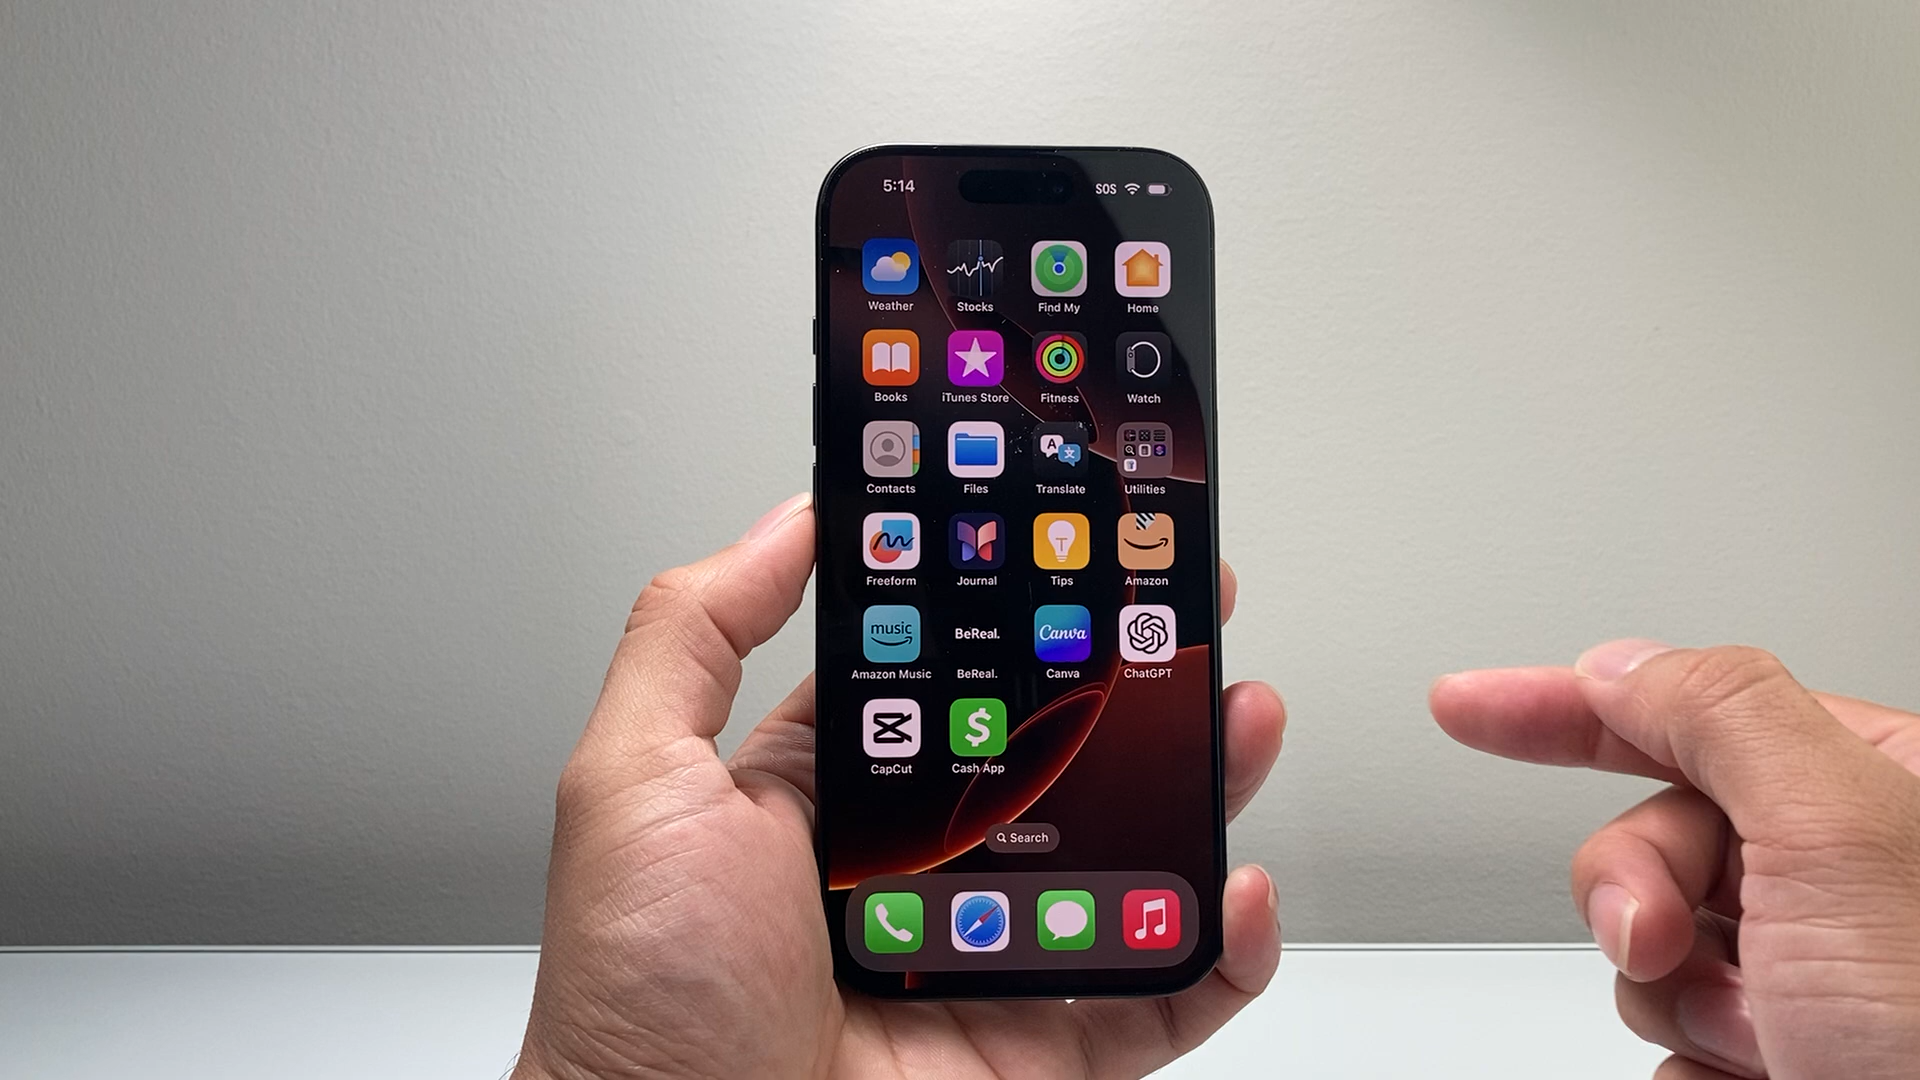 5:14 SOS
Weather Stocks Find My Home
Books iTunes Store Fitness Watch
A 文
Contacts Files Translate Utilities
T
Freeform Journal Tips Amazon
music BeReal. Canva
Amazon Music BeReal. Canva ChatGPT
$
CapCut Cash App
Search